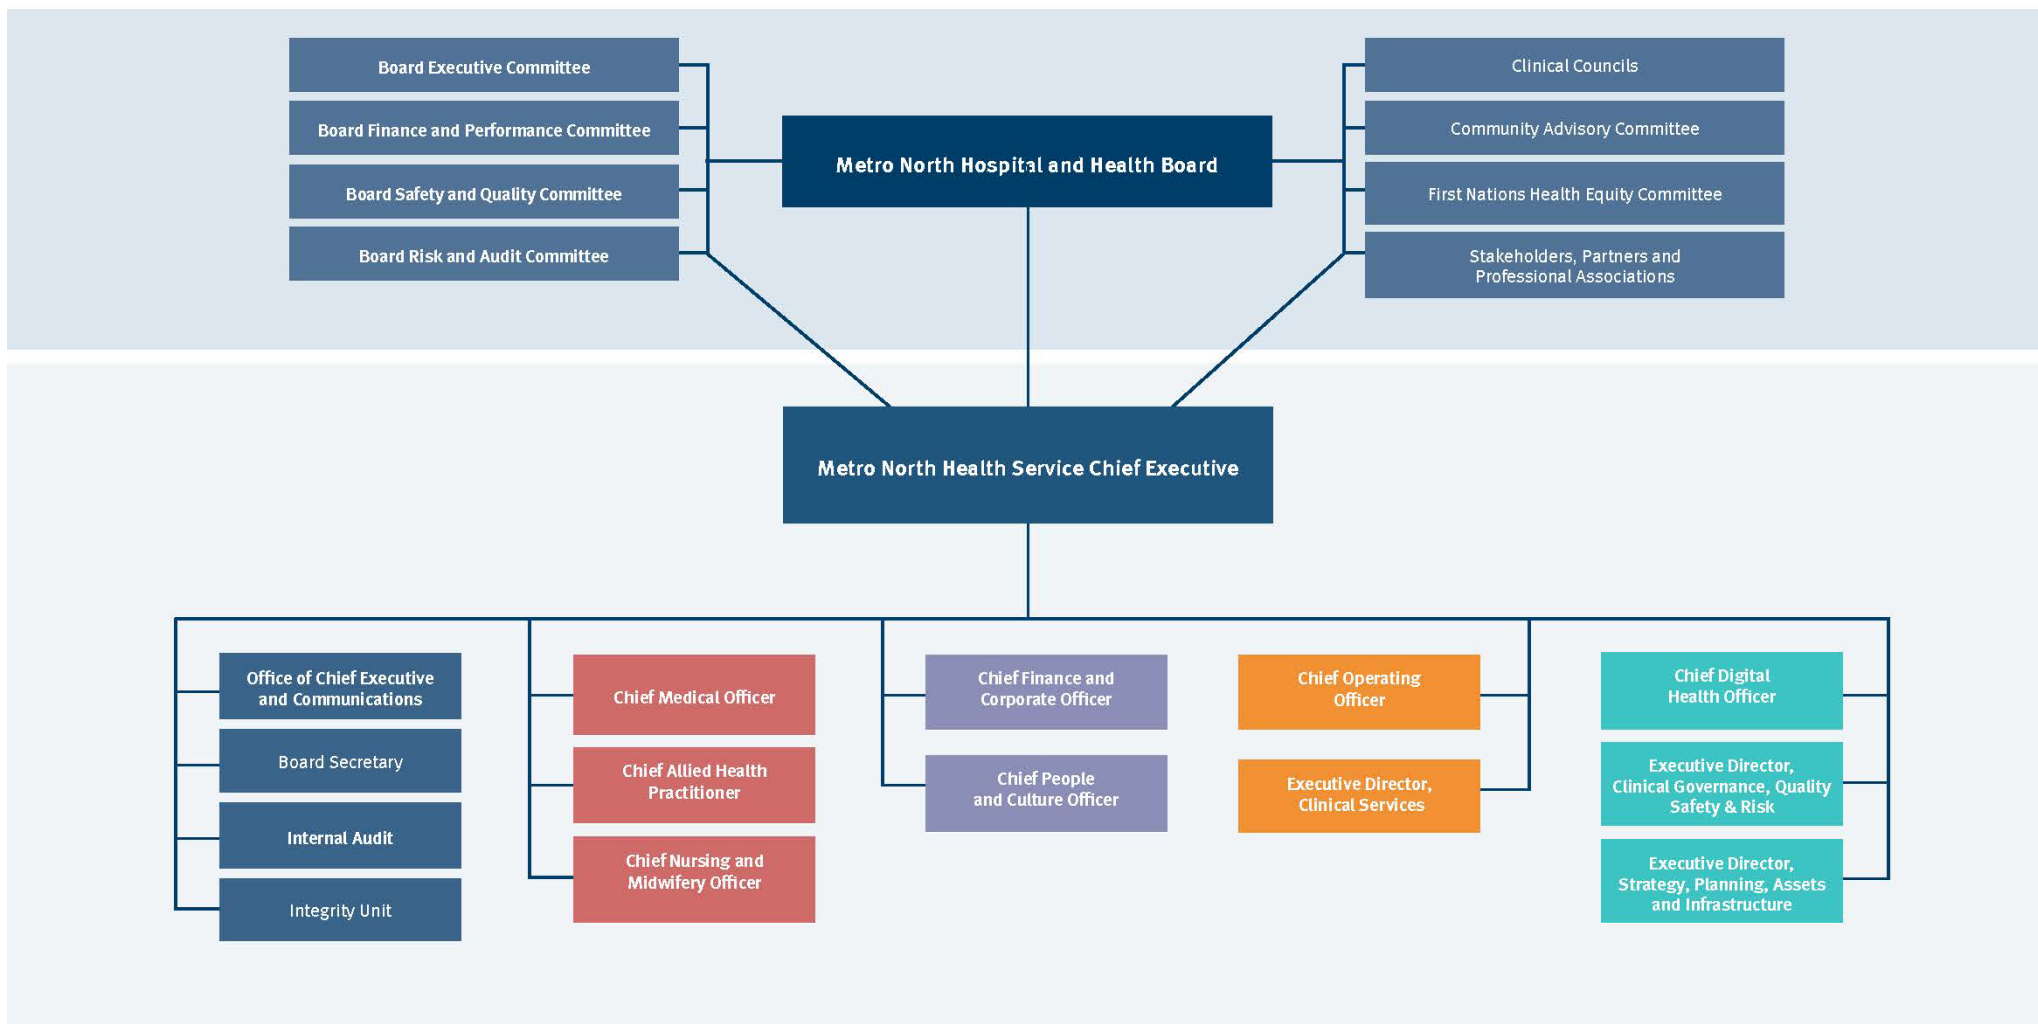 Board Executive Committee
Board Finance and Performance Committee
Board Safety and Quality Committee
Board Risk and Audit Committee
Metro North Hospital and Health Board
Clinical Councils
Community Advisory Committee
First Nations Health Equity Committee
Stakeholders, Partners and
Professional Associations
Metro North Health Service Chief Executive
Office of Chief Executive
and Communications
Board Secretary
Internal Audit
Integrity Unit
Chief Medical Officer
Chief Allied Health
Practitioner
Chief Nursing and
Midwifery Officer
Chief Finance and
Corporate Officer
Chief People
and Culture Officer
Chief Operating
Officer
Executive Director,
Clinical Services
Chief Digital
Health Officer
Executive Director,
Clinical Governance, Quality
Safety & Risk
Executive Director,
Strategy, Planning, Assets
and Infrastructure